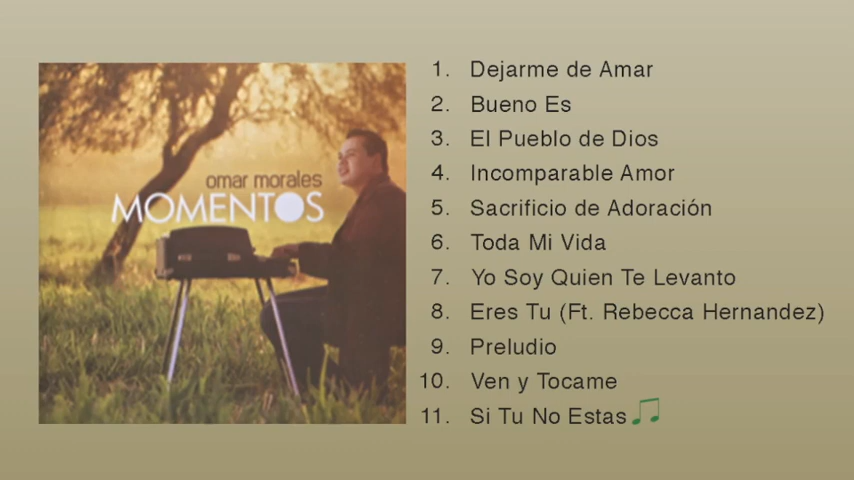 omar morales
MOMENTOS
1. Dejarme de Amar
2. Bueno Es
3. El Pueblo de Dios
4. Incomparable Amor
5. Sacrificio de Adoración
6. Toda Mi Vida
7. Yo Soy Quien Te Levanto
8. Eres Tu (Ft. Rebecca Hernandez)
9. Preludio
10. Ven y Tocame
11. Si Tu No Estas